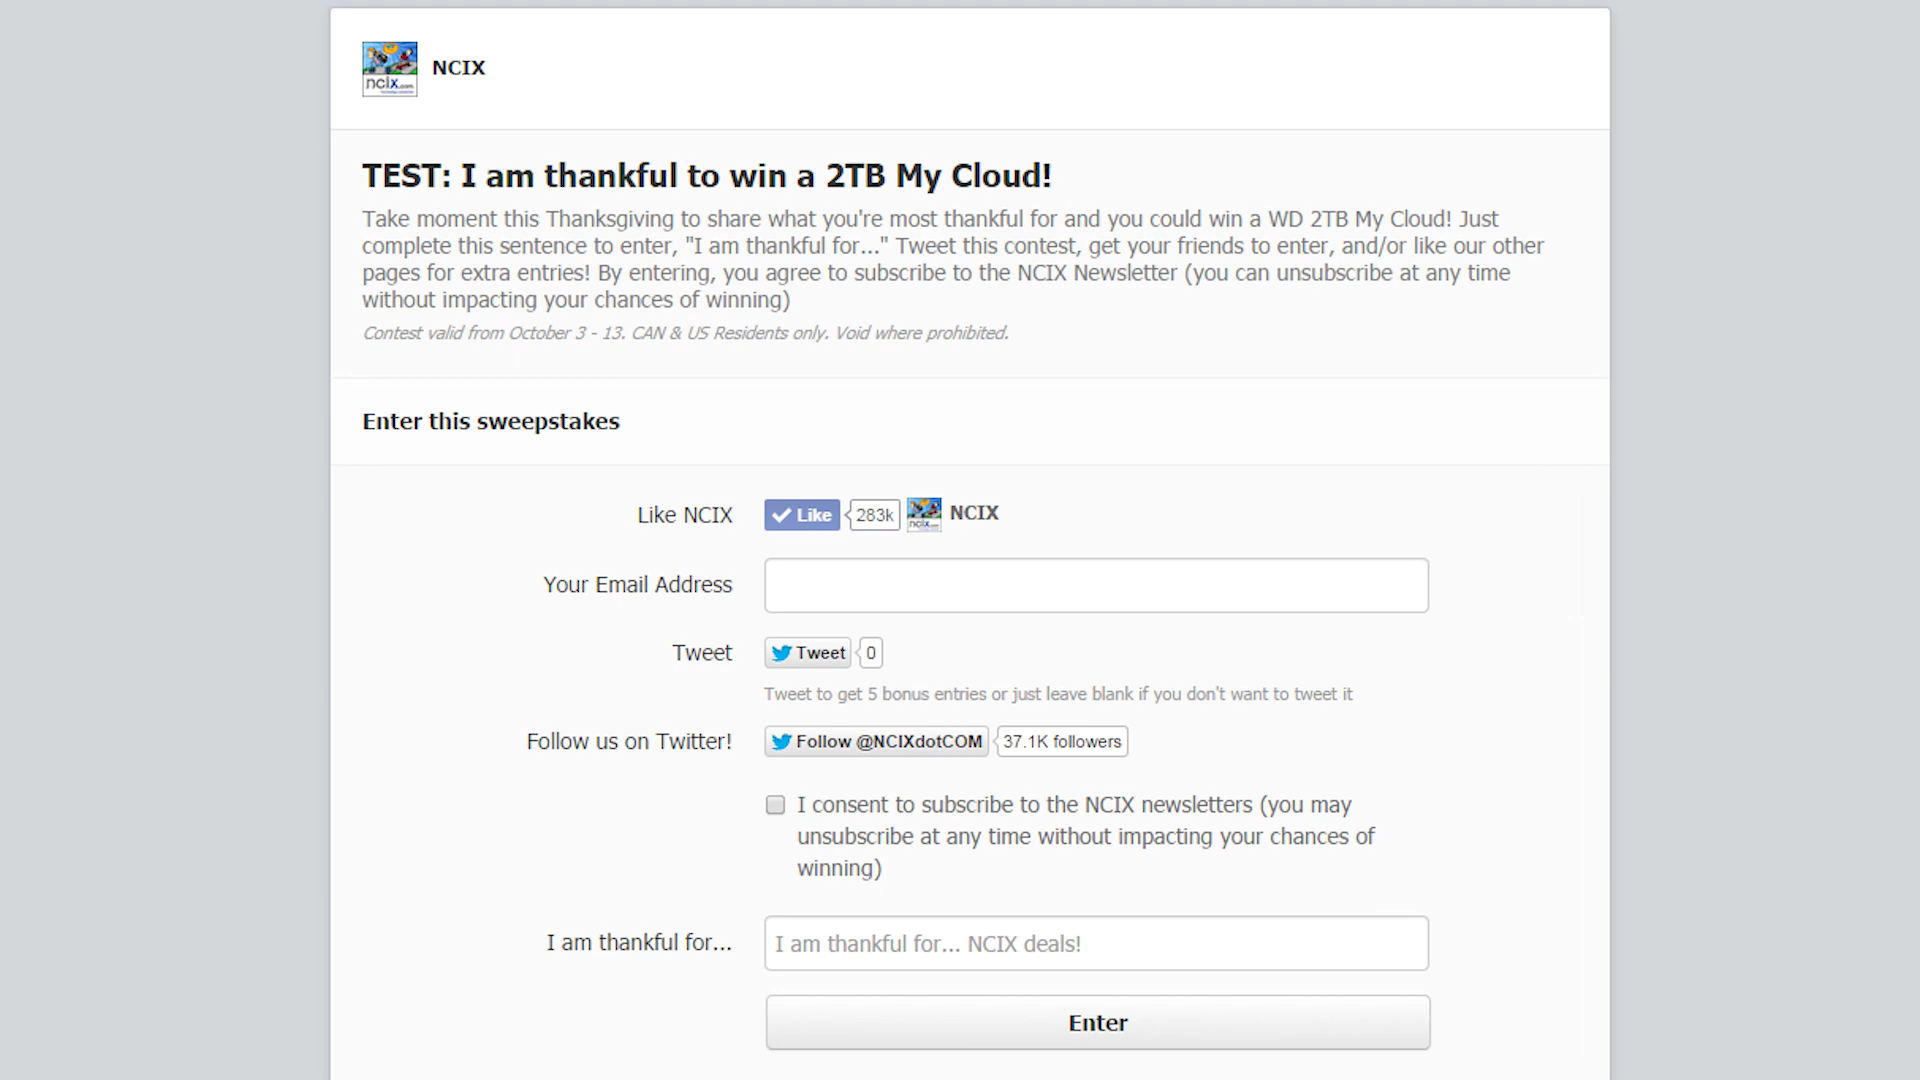 ncix.com
NCIX
TEST: I am thankful to win a 2TB My Cloud!
Take moment this Thanksgiving to share what you're most thankful for and you could win a WD 2TB My Cloud! Just
complete this sentence to enter, "I am thankful for..." Tweet this contest, get your friends to enter, and/or like our other
pages for extra entries! By entering, you agree to subscribe to the NCIX Newsletter (you can unsubscribe at any time
without impacting your chances of winning)
Contest valid from October 3 - 13. CAN & US Residents only. Void where prohibited.
Enter this sweepstakes
Like NCIX Like 283k ncix NCIX
Your Email Address
Tweet Tweet 0
Tweet to get 5 bonus entries or just leave blank if you don't want to tweet it
Follow us on Twitter! Follow @NCIXdotCOM 37.1K followers
I consent to subscribe to the NCIX newsletters (you may
unsubscribe at any time without impacting your chances of
winning)
I am thankful for... I am thankful for... NCIX deals!
Enter